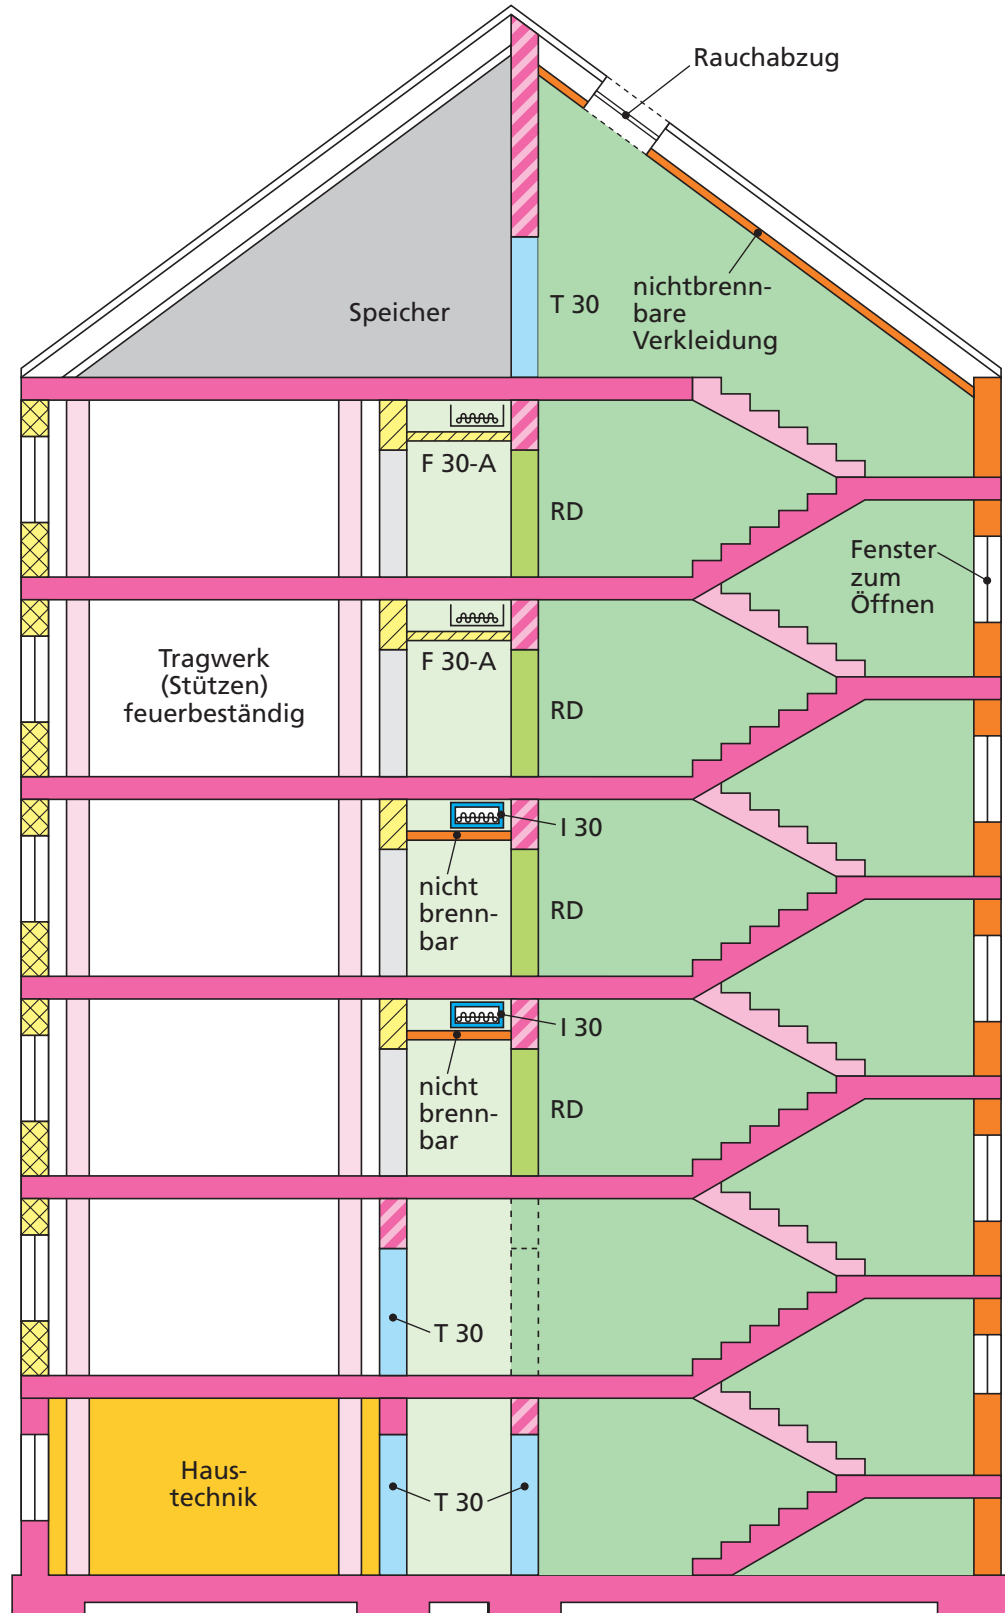 Rauchabzug
nichtbrenn-
bare
Verkleidung
T 30
Speicher
F 30-A
RD
Fenster
zum
Öffnen
F 30-A
Tragwerk
(Stützen)
feuerbeständig
RD
I 30
nicht
brenn-
bar
RD
I 30
nicht
brenn-
bar
RD
T 30
Haus-
technik
T 30